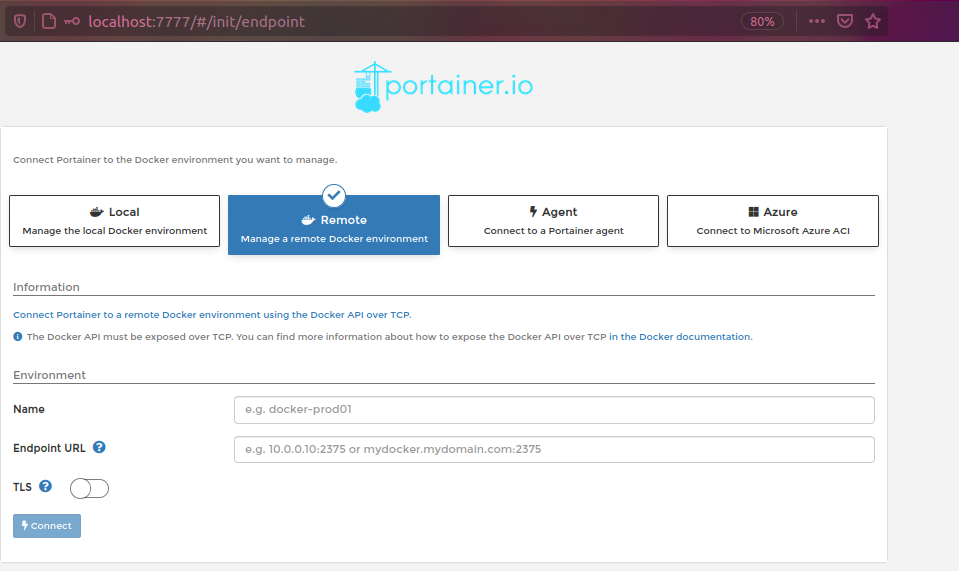 localhost:7777/#/init/endpoint
80%
portainer.io
Connect Portainer to the Docker environment you want to manage.
Local
Manage the local Docker environment
Remote
Manage a remote Docker environment
Agent
Connect to a Portainer agent
Azure
Connect to Microsoft Azure ACI
Information
Connect Portainer to a remote Docker environment using the Docker API over TCP.
The Docker API must be exposed over TCP. You can find more information about how to expose the Docker API over TCP in the Docker documentation.
Environment
Name
e.g. docker-prod01
Endpoint URL
e.g. 10.0.0.10:2375 or mydocker.mydomain.com:2375
TLS
Connect